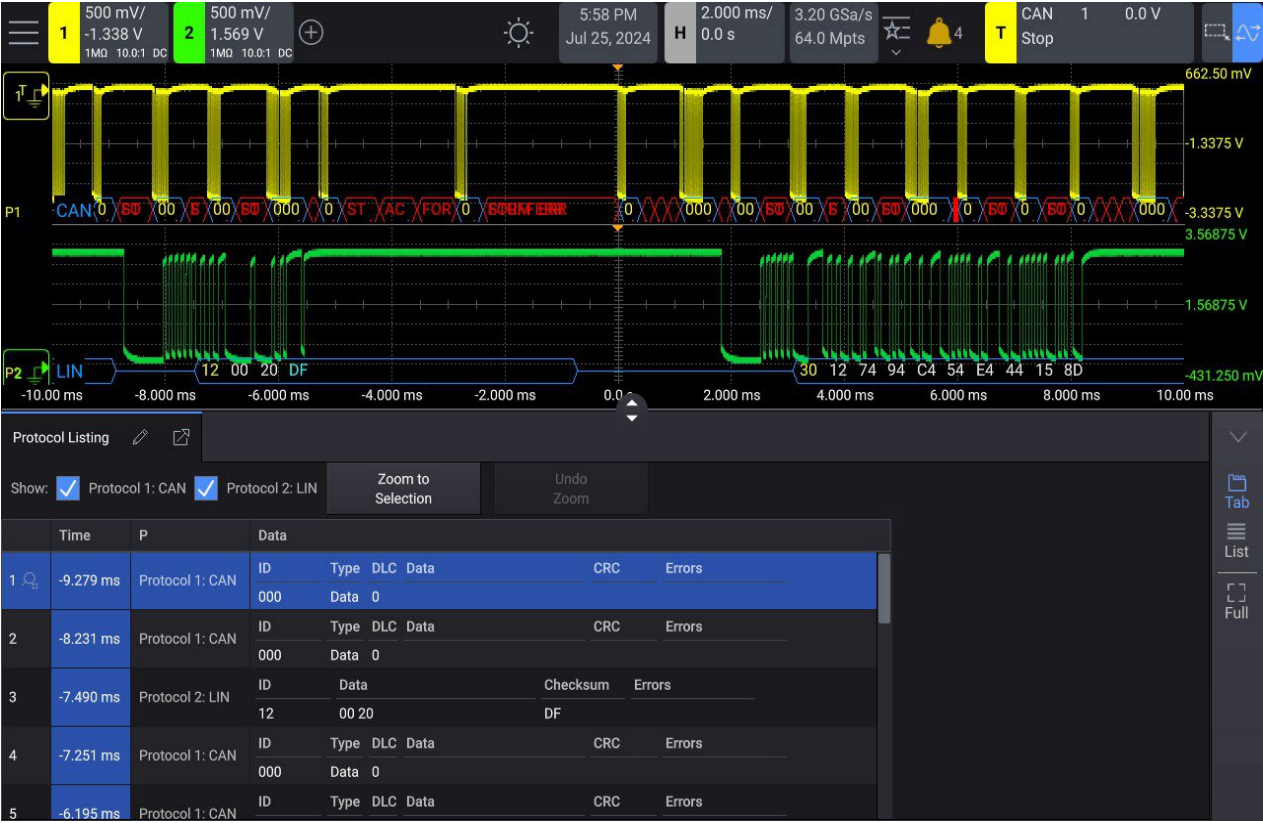 1 500 mV/ -1.338 V 1MΩ 10.0:1 DC
2 500 mV/ 1.569 V 1MΩ 10.0:1 DC
5:58 PM
Jul 25, 2024
H 2.000 ms/ 0.0 s
3.20 GSa/s
64.0 Mpts
4
T CAN 1 0.0 V
Stop
662.50 mV
-1.3375 V
P1 CAN 0 00 00 000 0 ST AC FOR 0 0 000 00 00 000 0 0 0 000 -3.3375 V
3.56875 V
1.56875 V
P2 LIN 12 00 20 DF 30 12 74 94 C4 54 E4 44 15 8D
-431.250 mV
-10.00 ms -8.000 ms -6.000 ms -4.000 ms -2.000 ms 2.000 ms 4.000 ms 6.000 ms 8.000 ms 10.00 ms
Protocol Listing
Show: Protocol 1: CAN Protocol 2: LIN
Zoom to
Selection
Undo
Zoom
Tab
List
Full
Time P Data
1 -9.279 ms Protocol 1: CAN
ID Type DLC Data CRC Errors
000 Data 0
2 -8.231 ms Protocol 1: CAN
ID Type DLC Data CRC Errors
000 Data 0
3 -7.490 ms Protocol 2: LIN
ID Data Checksum Errors
12 00 20 DF
4 -7.251 ms Protocol 1: CAN
ID Type DLC Data CRC Errors
000 Data 0
5 -6.195 ms Protocol 1: CAN
ID Type DLC Data CRC Errors